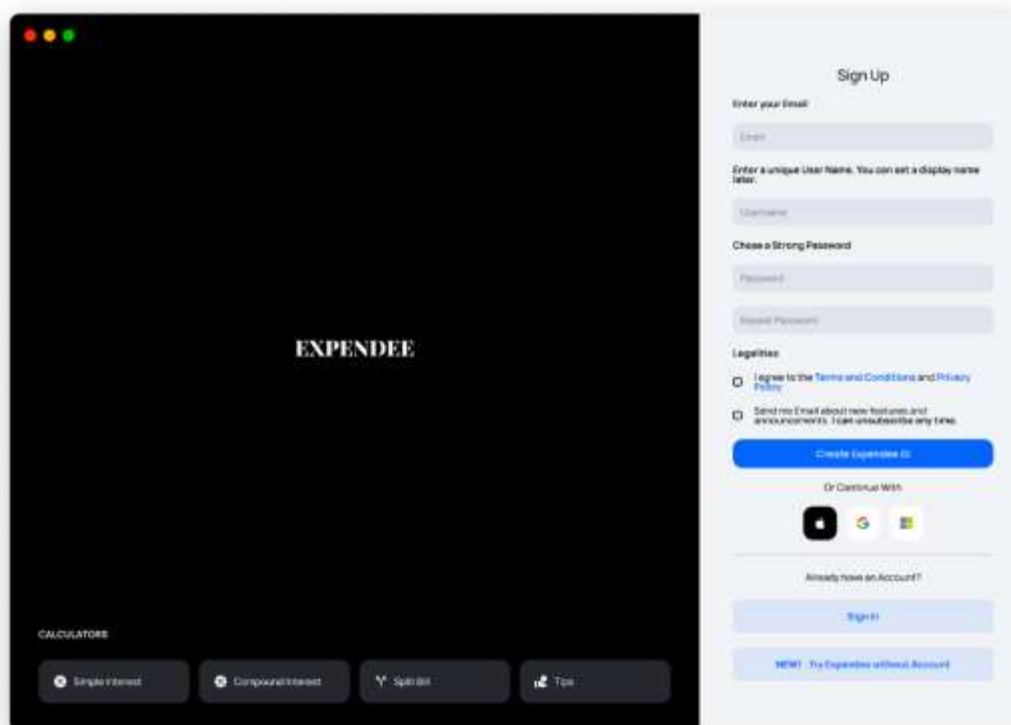 EXPENDEE
CALCULATORS
Simple Interest
Compound Interest
Split Bill
Tips
Sign Up
Enter your Email
Email
Enter a unique User Name. You can set a display name
later.
Username
Chose a Strong Password
Password
Repeat Password
Legalities
I agree to the Terms and Conditions and Privacy
Policy
Send me Email about new features and
announcements. I can unsubscribe any time.
Create Expendee ID
Or Continue With
Already have an Account?
Sign In
NEW! Try Expendee without Account